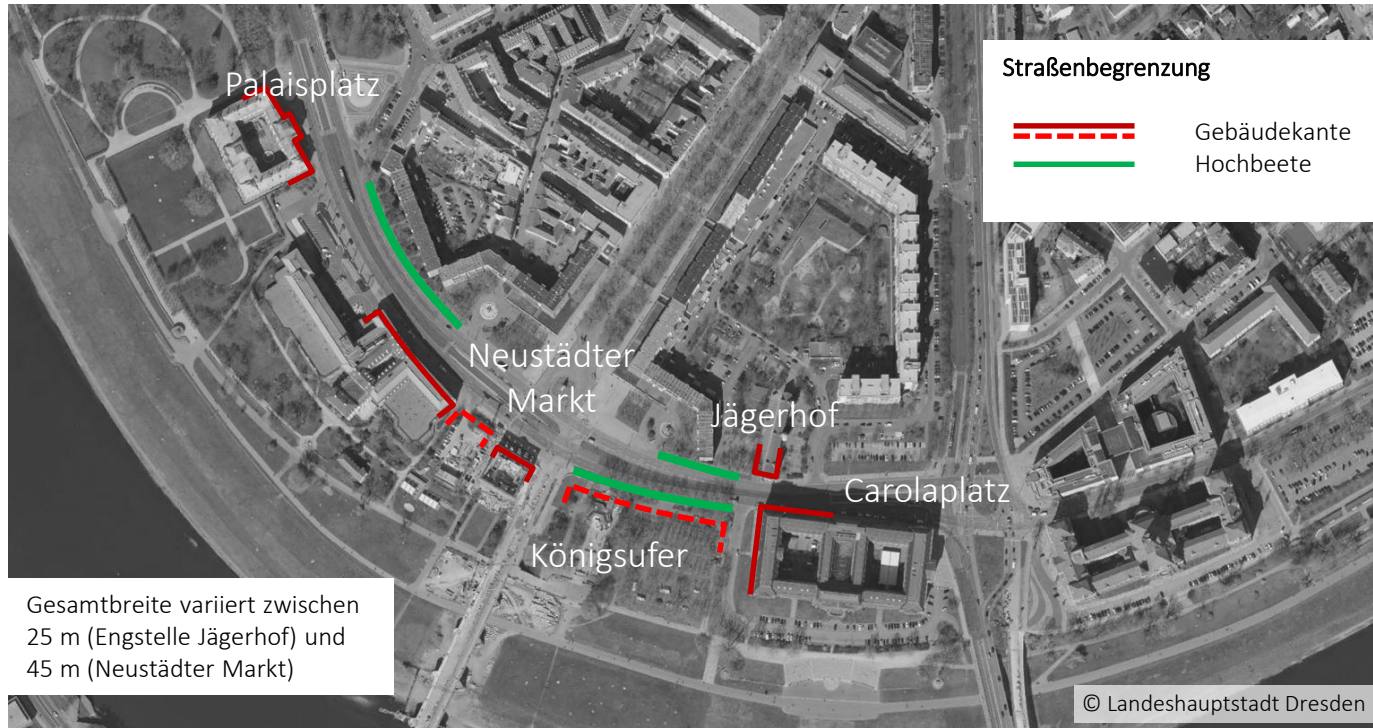 Palaisplatz
Straßenbegrenzung
Gebäudekante
Hochbeete
Neustädter
Markt
Jägerhof
Carolaplatz
Königsufer
Gesamtbreite variiert zwischen
25 m (Engstelle Jägerhof) und
45 m (Neustädter Markt)
© Landeshauptstadt Dresden